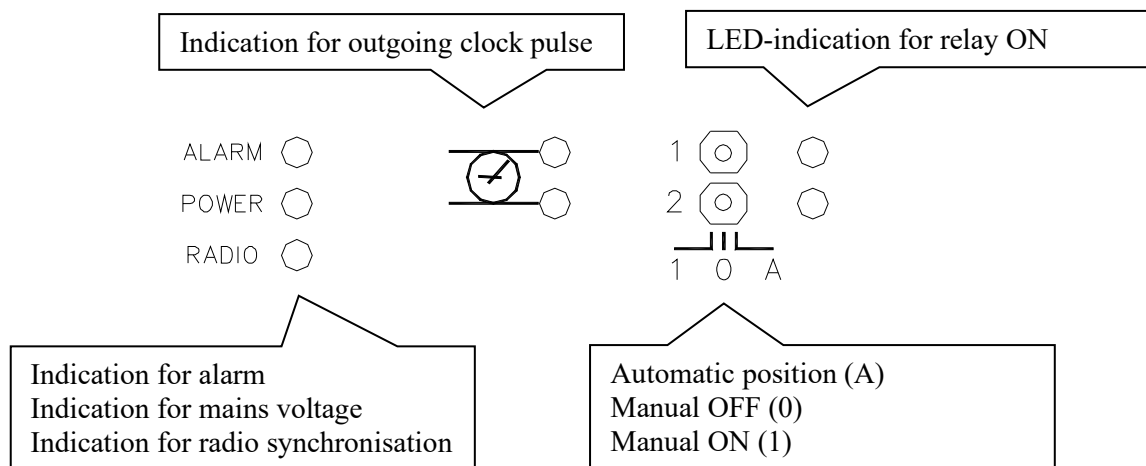 Indication for outgoing clock pulse
LED-indication for relay ON
ALARM
1
POWER
2
RADIO
1 0 A
Indication for alarm
Indication for mains voltage
Indication for radio synchronisation
Automatic position (A)
Manual OFF (0)
Manual ON (1)